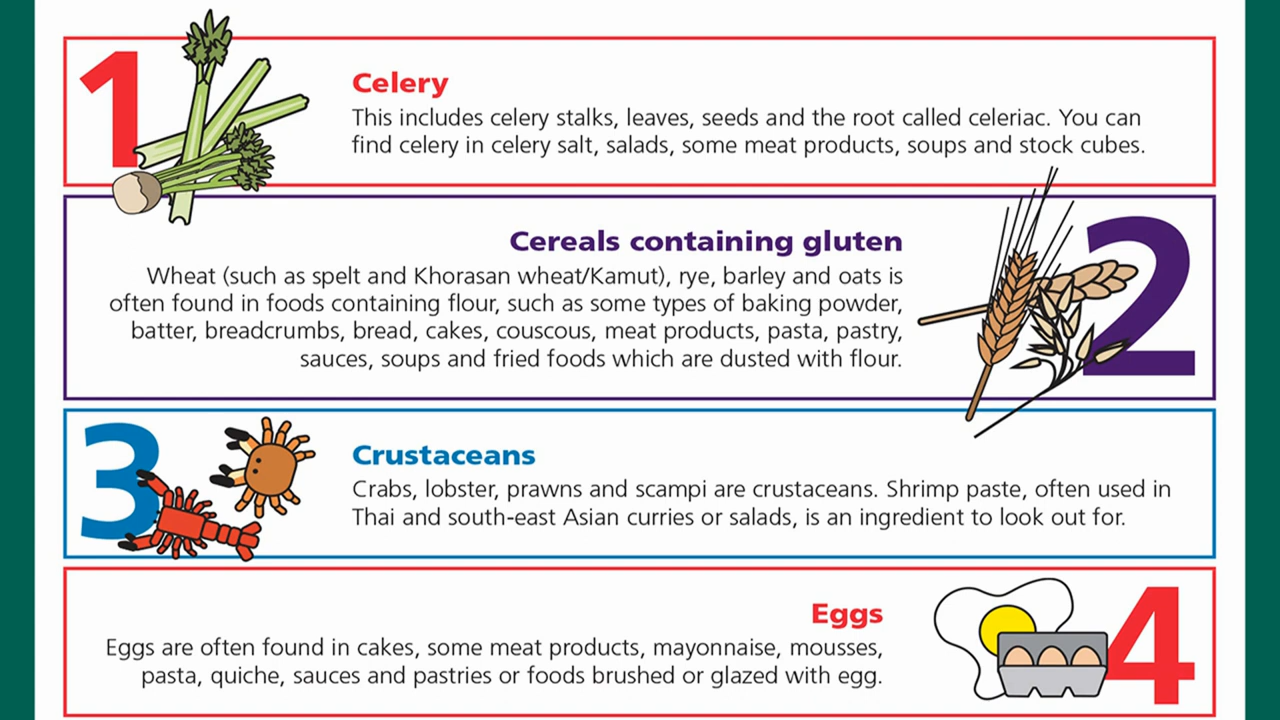 1
Celery
This includes celery stalks, leaves, seeds and the root called celeriac. You can
find celery in celery salt, salads, some meat products, soups and stock cubes.
2
Cereals containing gluten
Wheat (such as spelt and Khorasan wheat/Kamut), rye, barley and oats is
often found in foods containing flour, such as some types of baking powder,
batter, breadcrumbs, bread, cakes, couscous, meat products, pasta, pastry,
sauces, soups and fried foods which are dusted with flour.
3
Crustaceans
Crabs, lobster, prawns and scampi are crustaceans. Shrimp paste, often used in
Thai and south-east Asian curries or salads, is an ingredient to look out for.
4
Eggs
Eggs are often found in cakes, some meat products, mayonnaise, mousses,
pasta, quiche, sauces and pastries or foods brushed or glazed with egg.